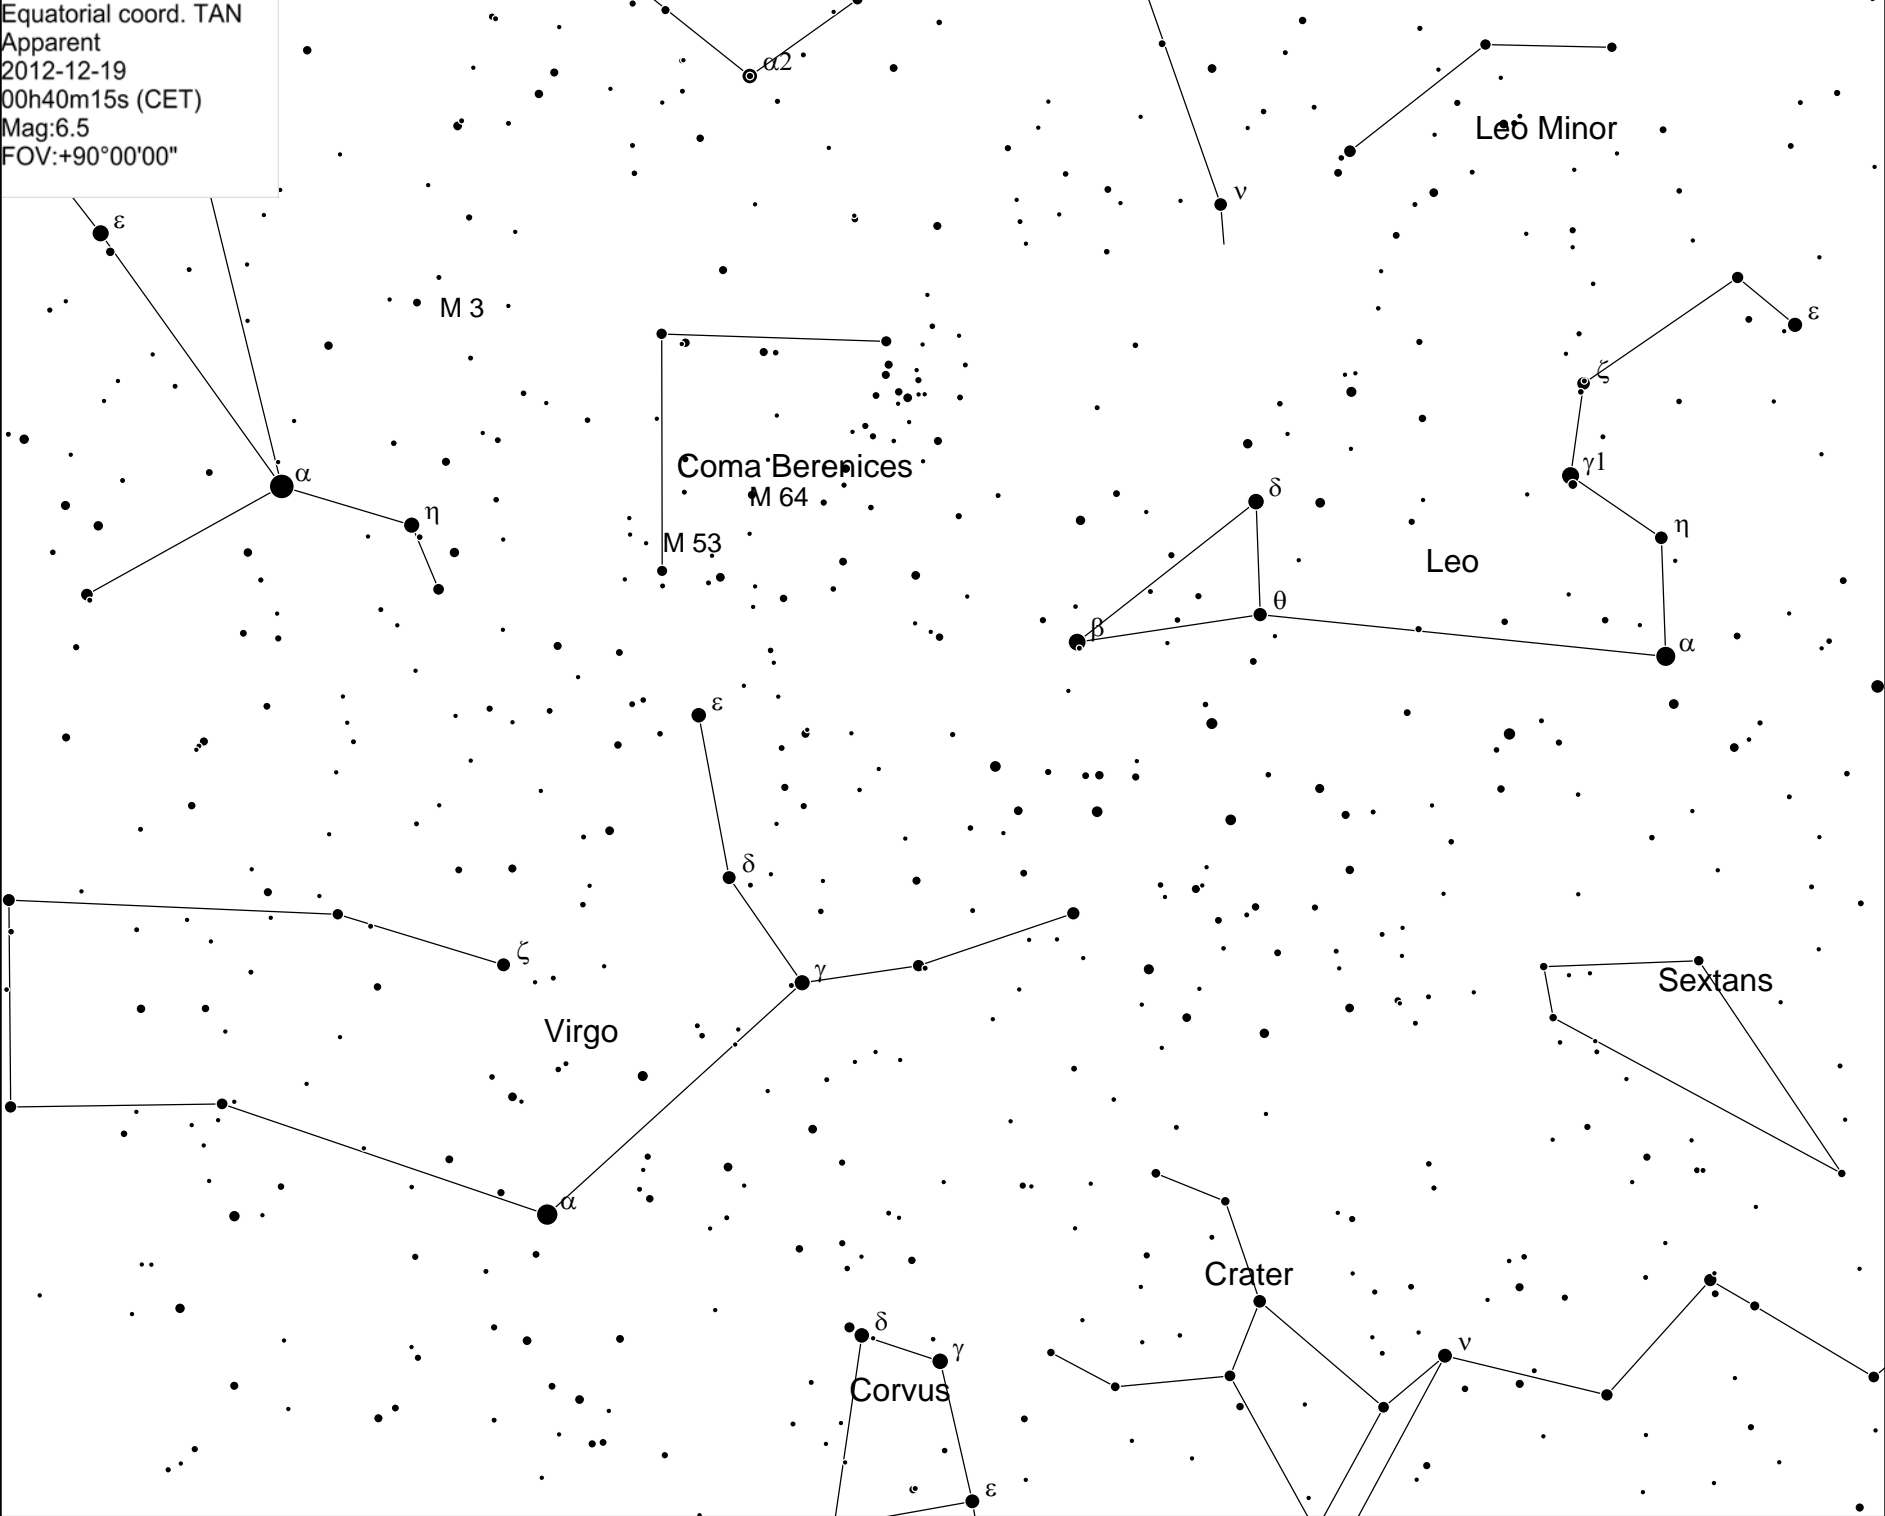 Equatorial coord. TAN
Apparent
2012-12-19
00h40m15s (CET)
Mag:6.5
FOV:+90°00'00"
α2
Leo Minor
ν
ε
M 3
ε
ζ
Coma Berenices
γ1
α
δ
M 64
η
η
M 53
Leo
θ
β
α
ε
δ
ζ
γ
Sextans
Virgo
α
Crater
δ
ν
γ
Corvus
ε